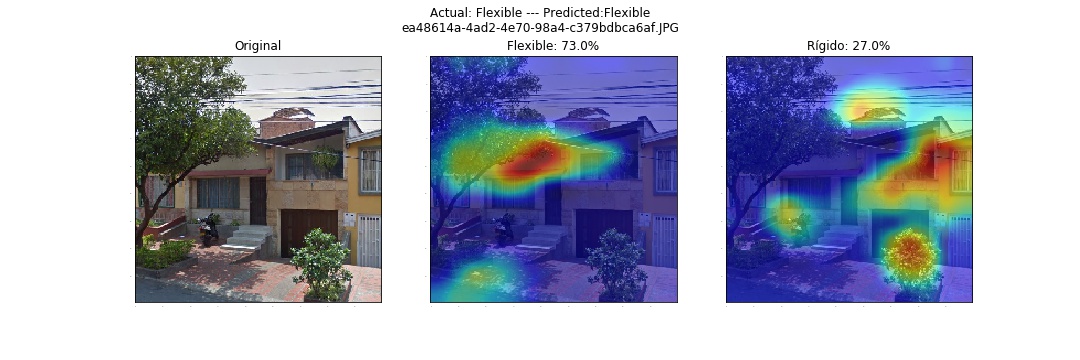 Actual: Flexible --- Predicted:Flexible
ea48614a-4ad2-4e70-98a4-c379bdbca6af.JPG
Original
Flexible: 73.0%
Rígido: 27.0%